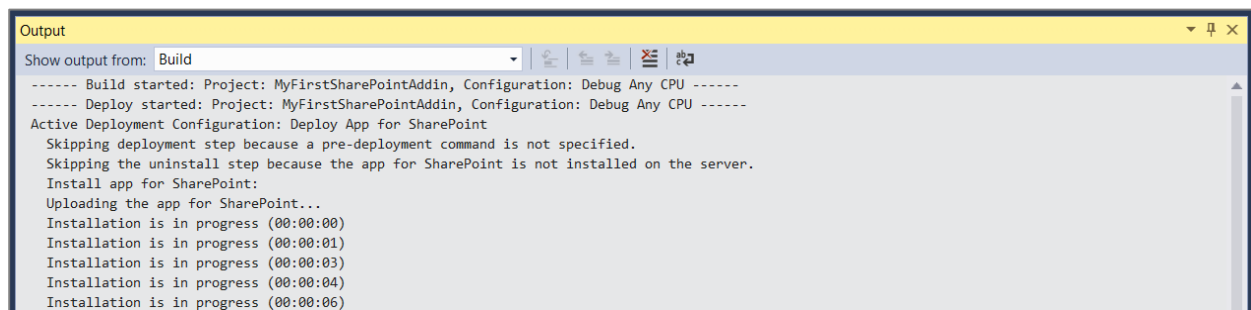 Output
Show output from: Build
------ Build started: Project: MyFirstSharePointAddin, Configuration: Debug Any CPU ------
------ Deploy started: Project: MyFirstSharePointAddin, Configuration: Debug Any CPU ------
Active Deployment Configuration: Deploy App for SharePoint
Skipping deployment step because a pre-deployment command is not specified.
Skipping the uninstall step because the app for SharePoint is not installed on the server.
Install app for SharePoint:
Uploading the app for SharePoint...
Installation is in progress (00:00:00)
Installation is in progress (00:00:01)
Installation is in progress (00:00:03)
Installation is in progress (00:00:04)
Installation is in progress (00:00:06)